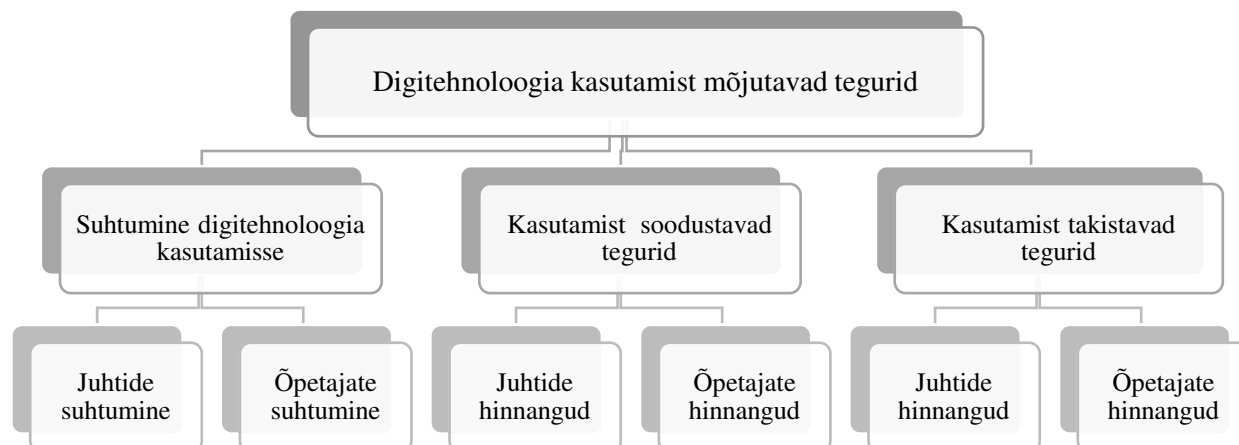 Digitehnoloogia kasutamist mõjutavad tegurid
Suhtumine digitehnoloogia
kasutamisse
Kasutamist soodustavad
tegurid
Kasutamist takistavad
tegurid
Juhtide
suhtumine
Õpetajate
suhtumine
Juhtide
hinnangud
Õpetajate
hinnangud
Juhtide
hinnangud
Õpetajate
hinnangud